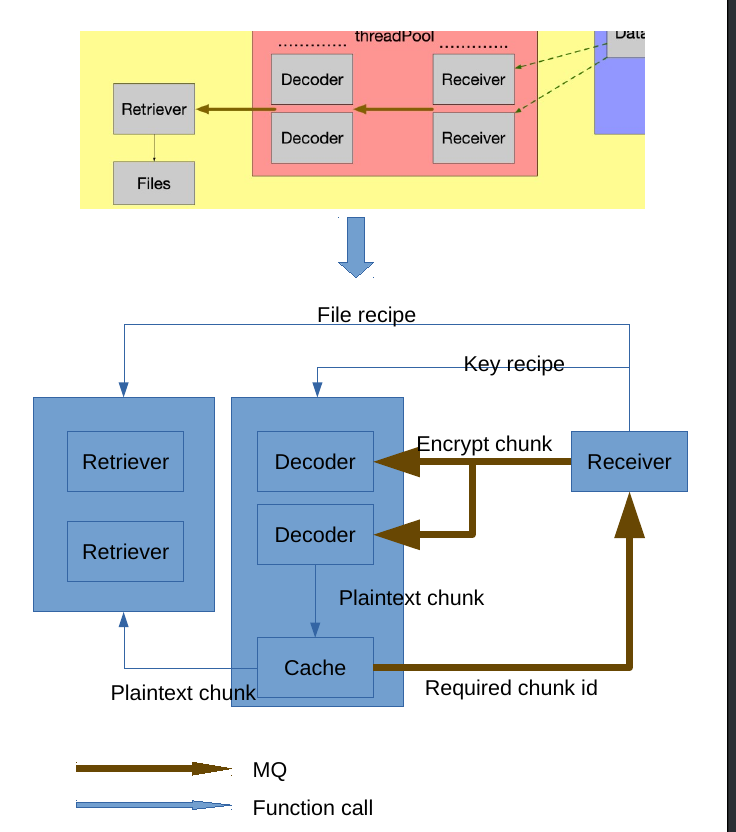 threadPool
Data
Decoder
Receiver
Retriever
Decoder
Receiver
Files
File recipe
Key recipe
Encrypt chunk
Retriever
Decoder
Receiver
Retriever
Decoder
Plaintext chunk
Cache
Plaintext chunk
Required chunk id
MQ
Function call